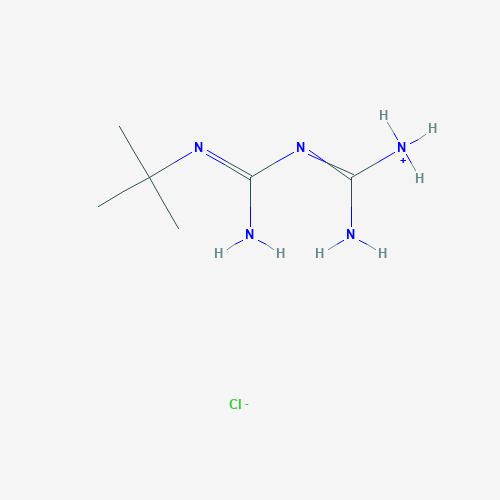 H H
N N N +
H
N N
H H H H
Cl -